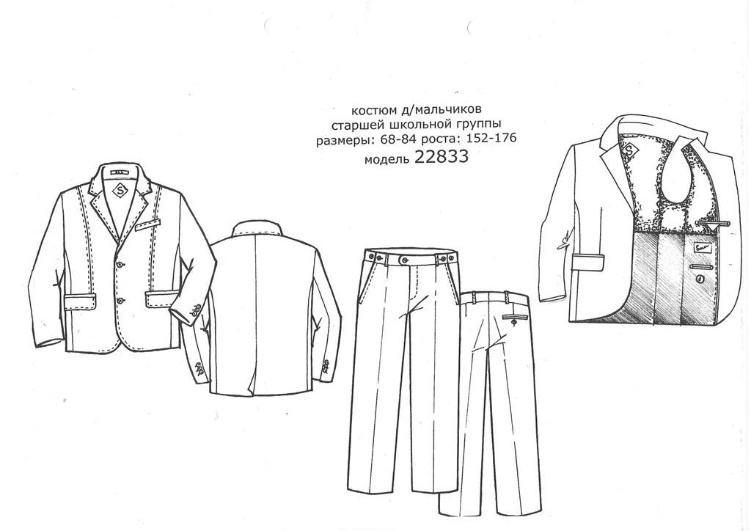 костюм д/мальчиков
старшей школьной группы
размеры: 68-84 роста: 152-176
модель 22833
S
S